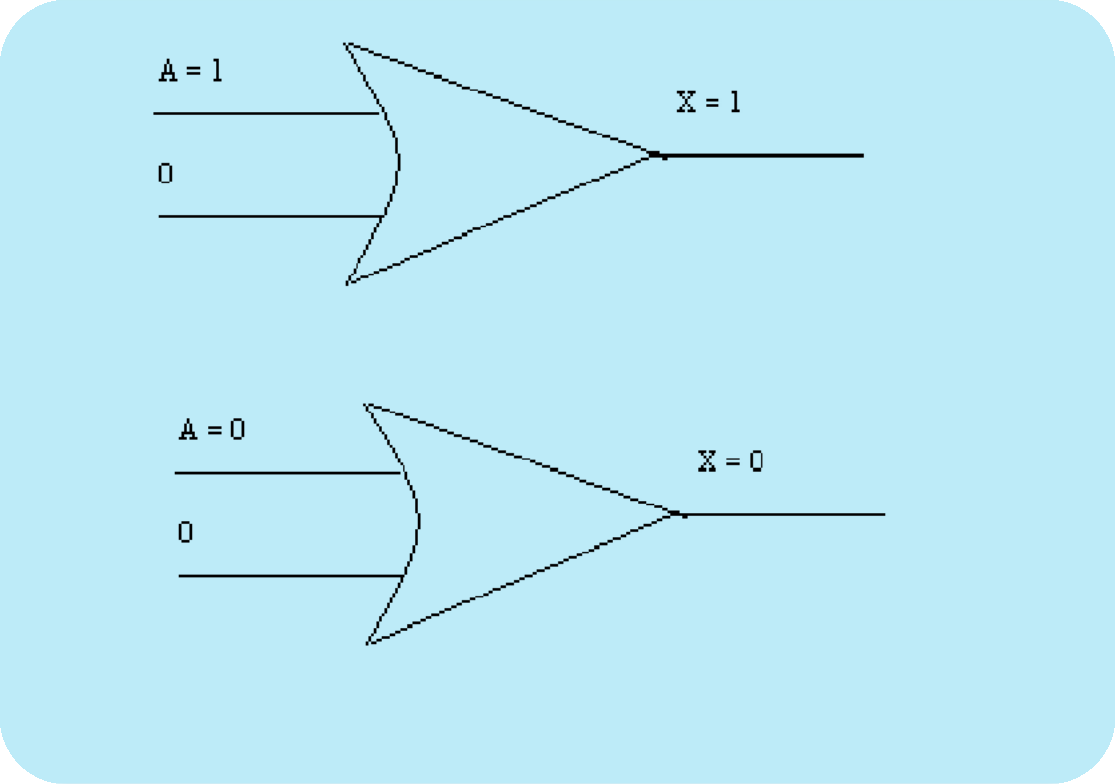 A = 1
X = 1
0
A = 0
X = 0
0